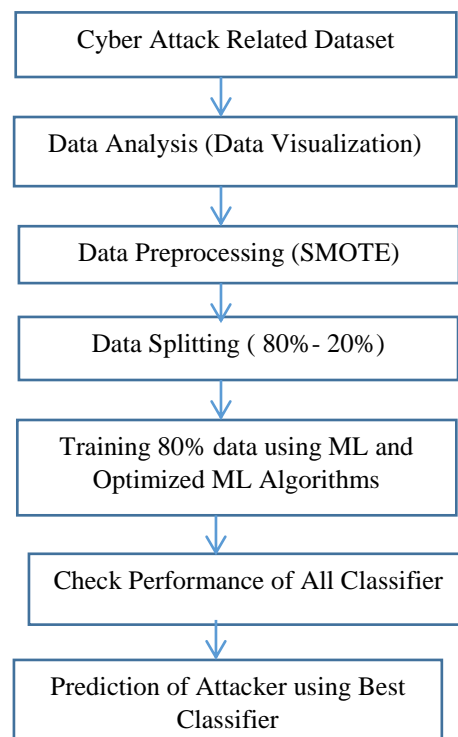 Cyber Attack Related Dataset
Data Analysis (Data Visualization)
Data Preprocessing (SMOTE)
Data Splitting ( 80%- 20%)
Training 80% data using ML and
Optimized ML Algorithms
Check Performance of All Classifier
Prediction of Attacker using Best
Classifier